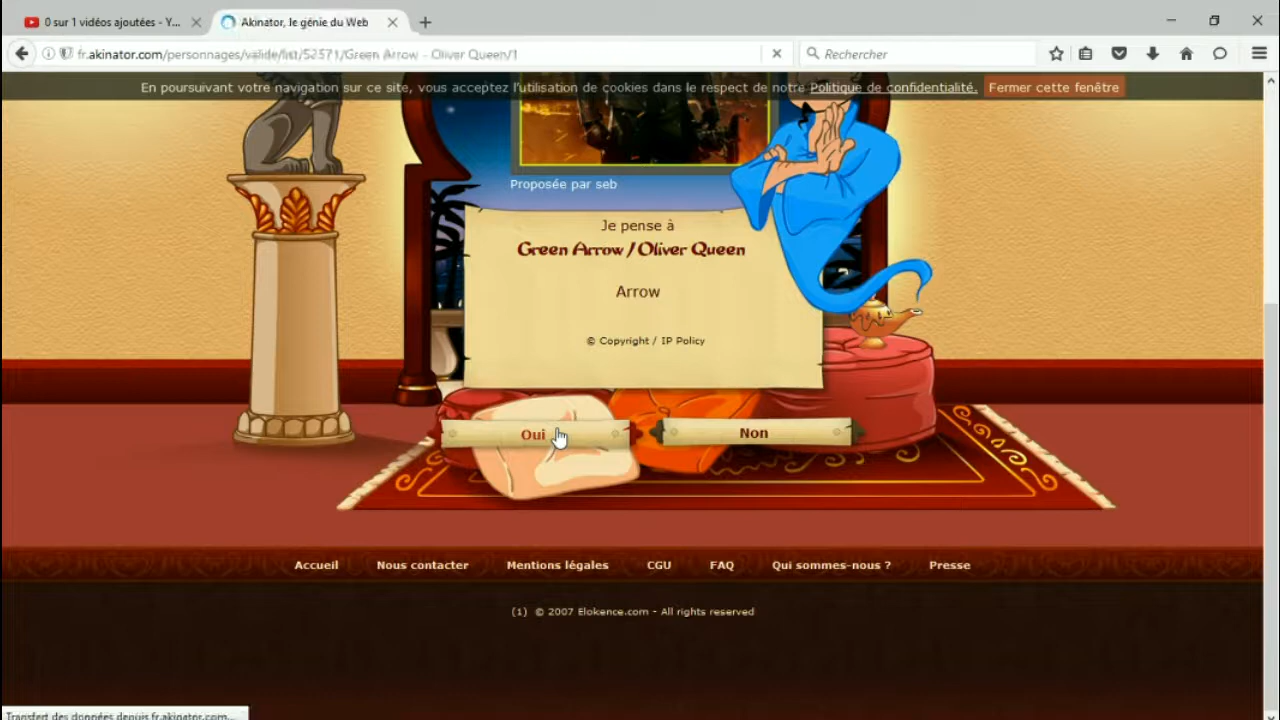 0 sur 1 vidéos ajoutées - Y...
Akinator, le génie du Web
fr.akinator.com/personnages/valide/int/52571/Green Arrow - Oliver Queen/1
Rechercher
En poursuivant votre navigation sur ce site, vous acceptez l'utilisation de cookies dans le respect de notre Politique de confidentialité. Fermer cette fenêtre
Proposée par seb
Je pense à
Green Arrow / Oliver Queen
Arrow
© Copyright / IP Policy
Oui
Non
Accueil Nous contacter Mentions légales CGU FAQ Qui sommes-nous ? Presse
(1) © 2007 Elokence.com - All rights reserved
Transfert des données depuis fr.akinator.com...